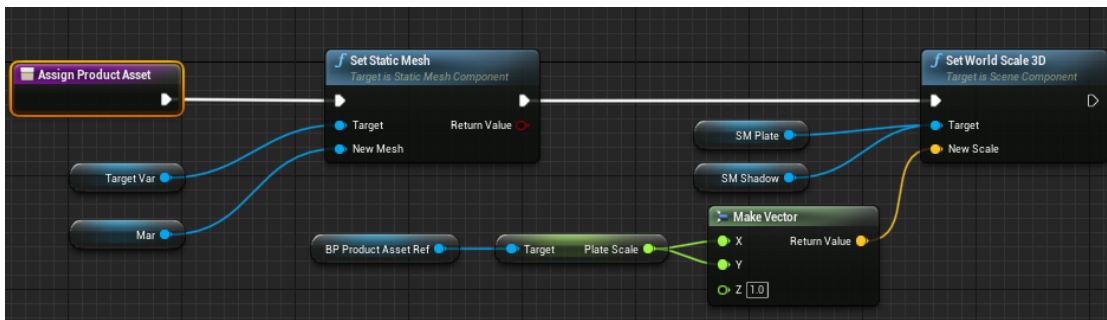 Assign Product Asset
Set Static Mesh
Target is Static Mesh Component
Target
Return Value
New Mesh
Target Var
Mar
BP Product Asset Ref
Target
Plate Scale
SM Plate
SM Shadow
Make Vector
X
Return Value
Y
Z 1.0
Set World Scale 3D
Target is Scene Component
Target
New Scale